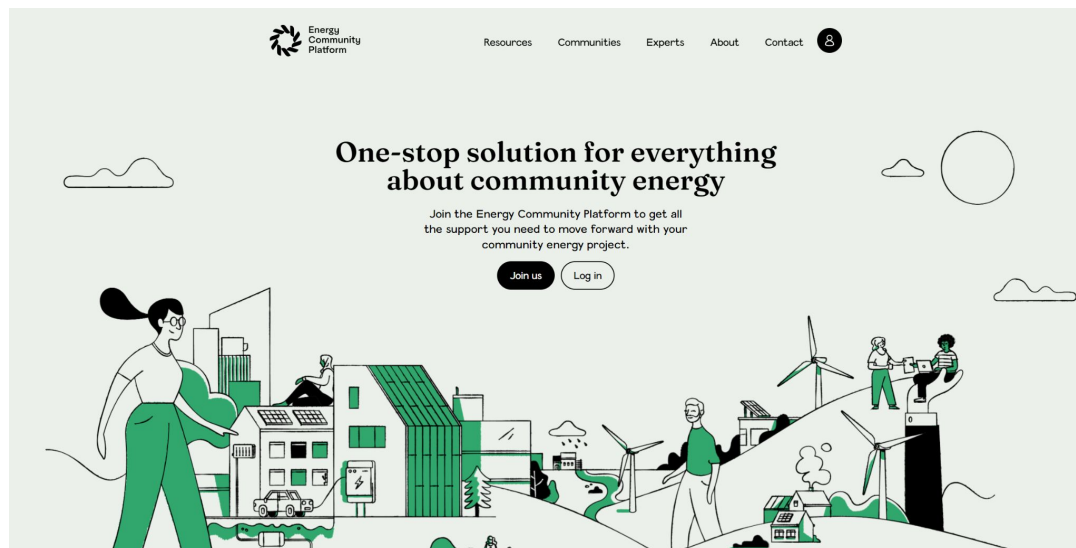 Energy
Community
Platform
Resources Communities Experts About Contact
One-stop solution for everything
about community energy
Join the Energy Community Platform to get all
the support you need to move forward with your
community energy project.
Join us Log in